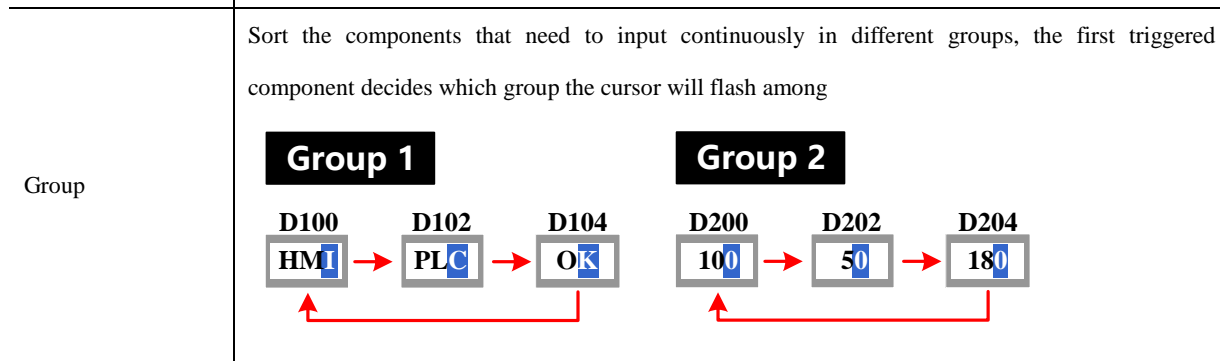 Sort the components that need to input continuously in different groups, the first triggered
component decides which group the cursor will flash among
Group
Group 1 Group 2
D100 D102 D104 D200 D202 D204
HMI PLC OK 100 50 180